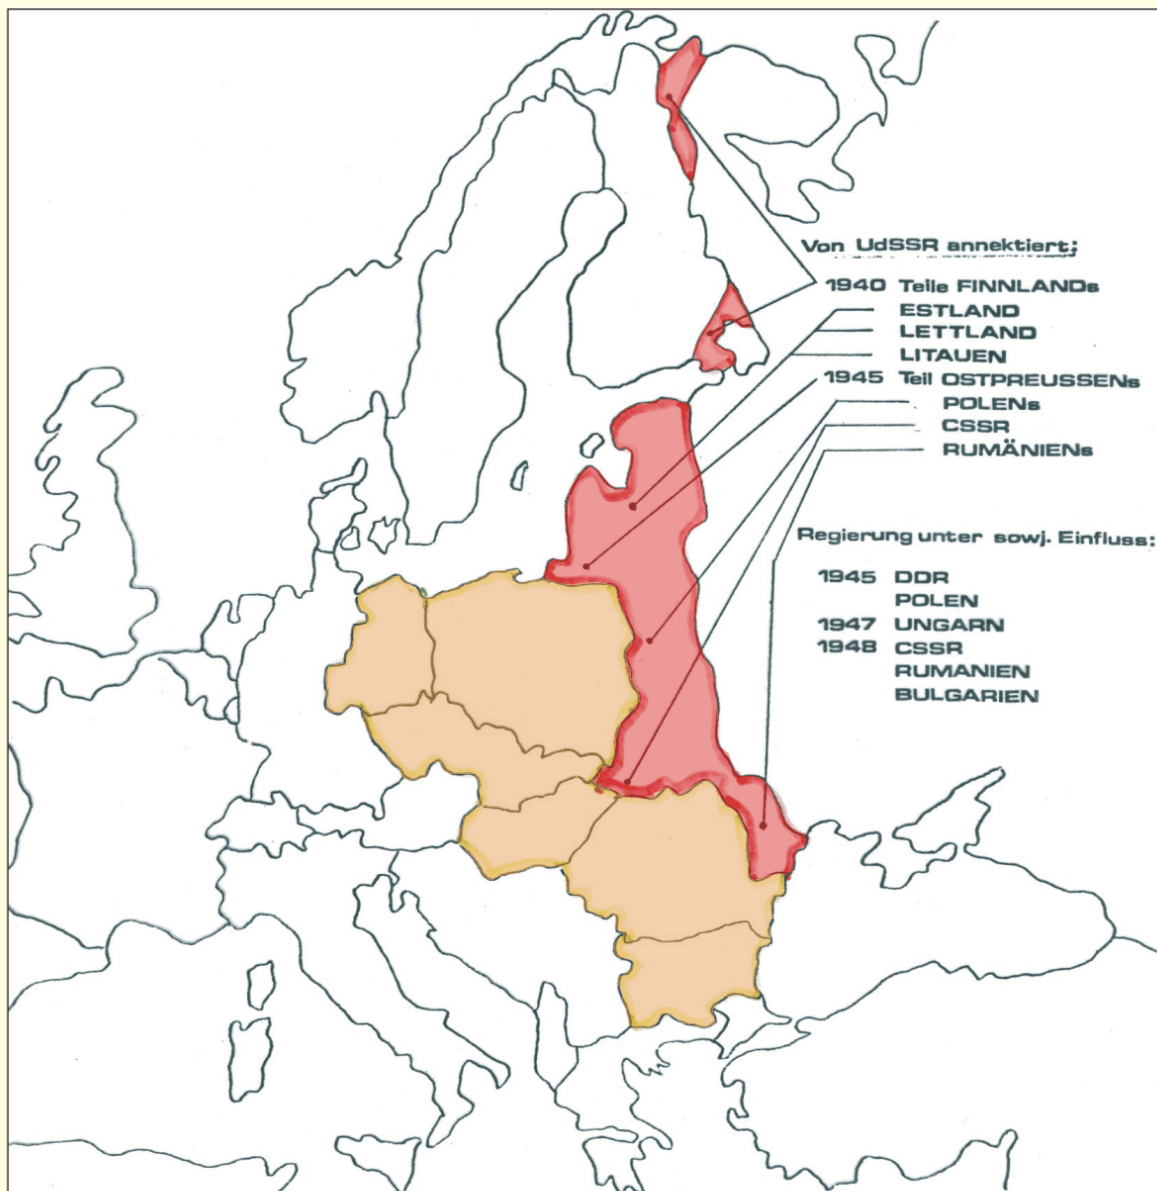 Von UdSSR annektiert:
1940 Teile FINNLANDs
ESTLAND
LETTLAND
LITAUEN
1945 Teil OSTPREUSSENs
POLENs
CSSR
RUMÄNIENs
Regierung unter sowj. Einfluss:
1945 DDR
POLEN
1947 UNGARN
1948 CSSR
RUMANIEN
BULGARIEN